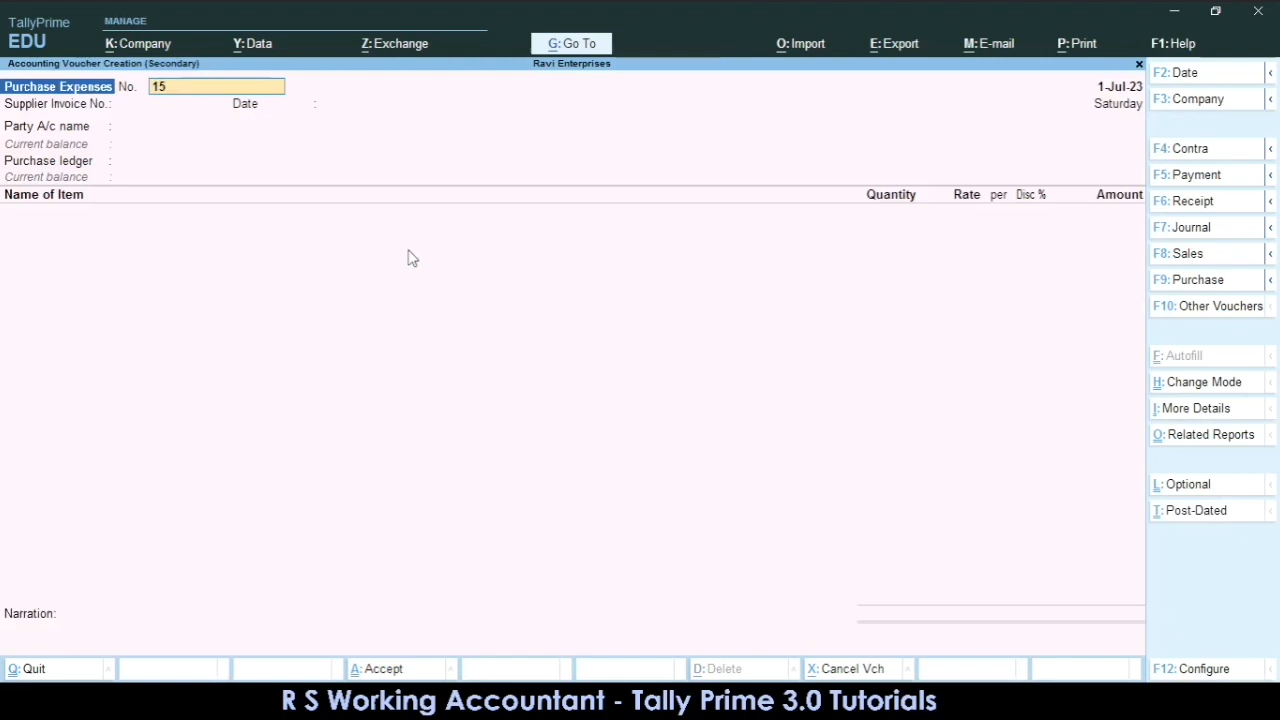 TallyPrime
EDU
MANAGE
K: Company
Y: Data
Z: Exchange
G: Go To
O: Import
E: Export
M: E-mail
P: Print
F1: Help
Accounting Voucher Creation (Secondary)
Ravi Enterprises
Purchase Expenses No. 15
1-Jul-23
Supplier Invoice No.: Date :
Saturday
Party A/c name :
Current balance :
Purchase ledger :
Current balance :
Name of Item Quantity Rate per Disc % Amount
Narration:
F2: Date
F3: Company
F4: Contra
F5: Payment
F6: Receipt
F7: Journal
F8: Sales
F9: Purchase
F10: Other Vouchers
F: Autofill
H: Change Mode
I: More Details
O: Related Reports
L: Optional
T: Post-Dated
Q: Quit
A: Accept
D: Delete
X: Cancel Vch
F12: Configure
R S Working Accountant - Tally Prime 3.0 Tutorials